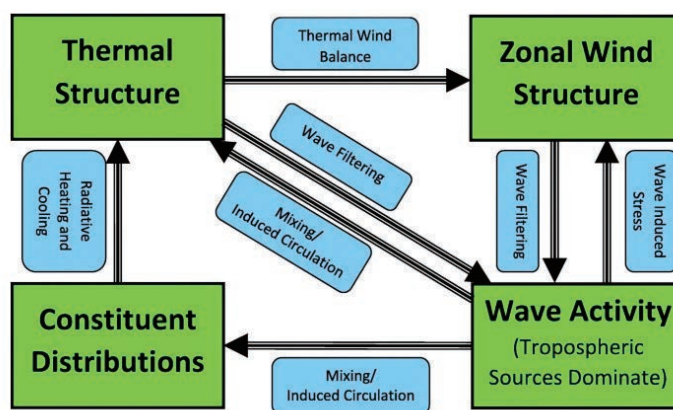 Thermal
Structure
Thermal Wind
Balance
Zonal Wind
Structure
Wave Filtering
Mixing/
Induced Circulation
Radiative
Heating and
Cooling
Wave Filtering
Wave Induced
Stress
Constituent
Distributions
Mixing/
Induced Circulation
Wave Activity
(Tropospheric
Sources Dominate)